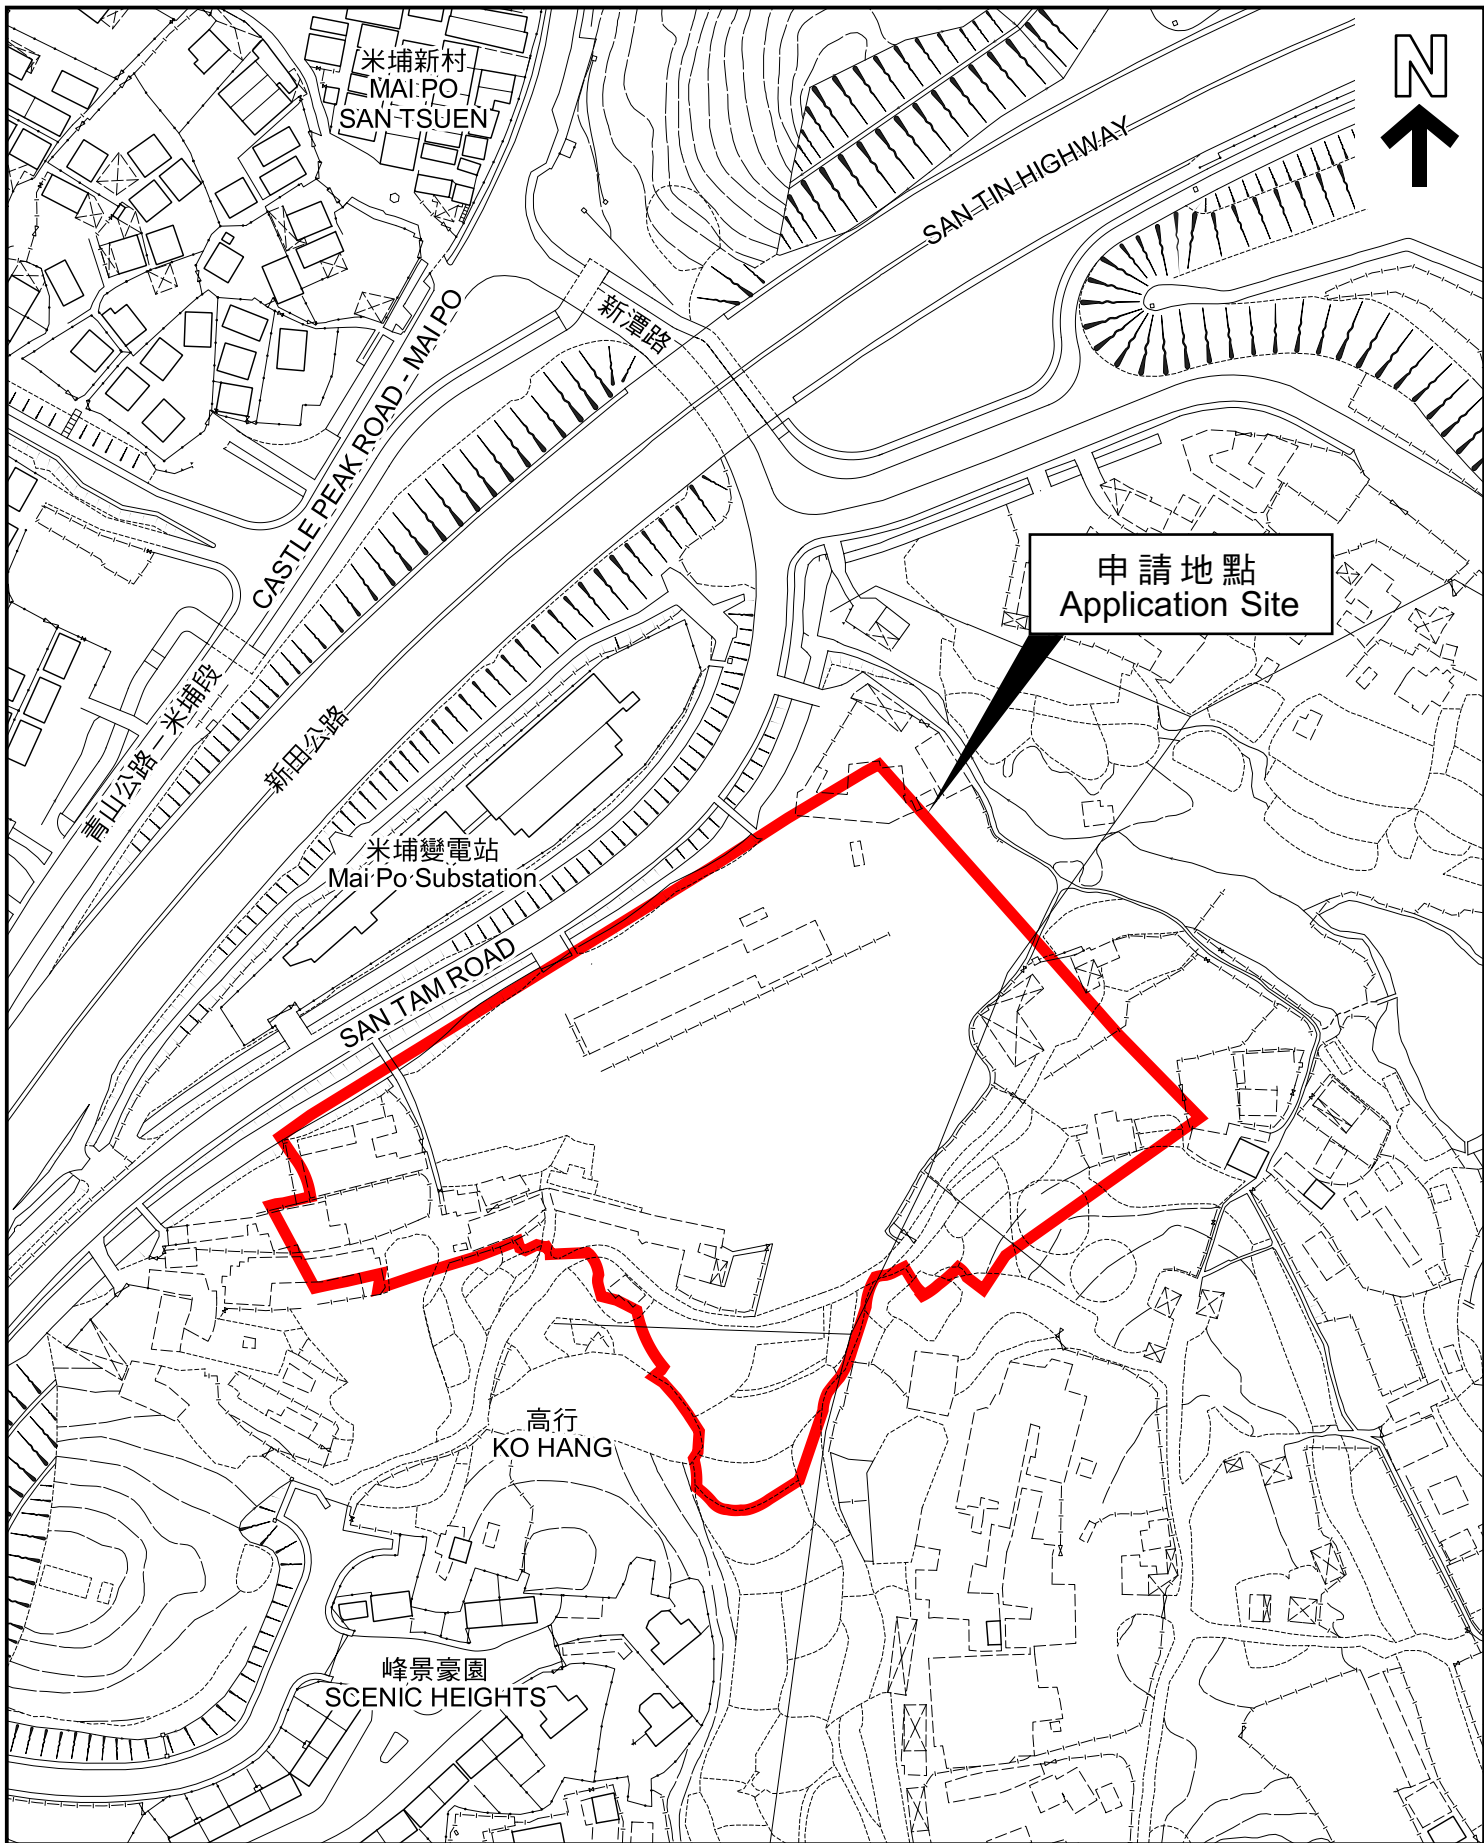 米埔新村
MAI PO
SAN TSUEN
N
SAN TIN HIGHWAY
新潭路
CASTLE PEAK ROAD - MAI PO
申請地點
Application Site
青山公路－米埔段
新田公路
米埔變電站
Mai Po Substation
SAN TAM ROAD
高行
KO HANG
峰景豪園
SCENIC HEIGHTS